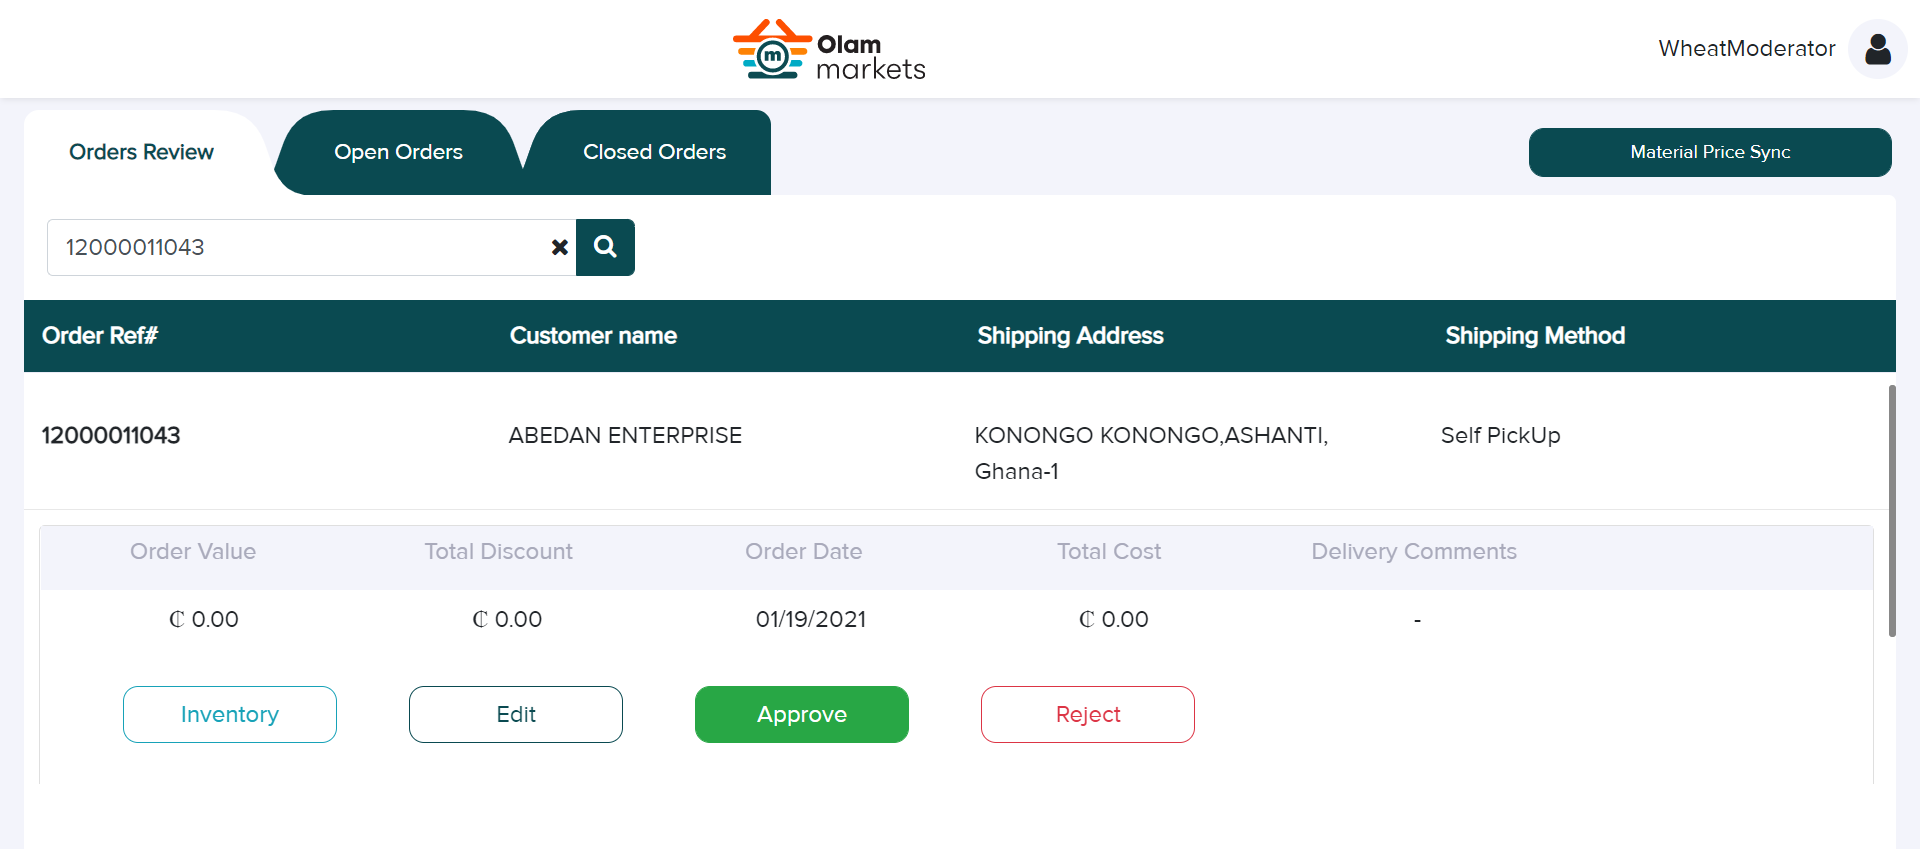 m
Olam
markets
WheatModerator
Orders Review
Open Orders
Closed Orders
Material Price Sync
12000011043
Order Ref#
Customer name
Shipping Address
Shipping Method
12000011043
ABEDAN ENTERPRISE
KONONGO KONONGO,ASHANTI,
Ghana-1
Self PickUp
Order Value
Total Discount
Order Date
Total Cost
Delivery Comments
₵ 0.00
₵ 0.00
01/19/2021
₵ 0.00
-
Inventory
Edit
Approve
Reject